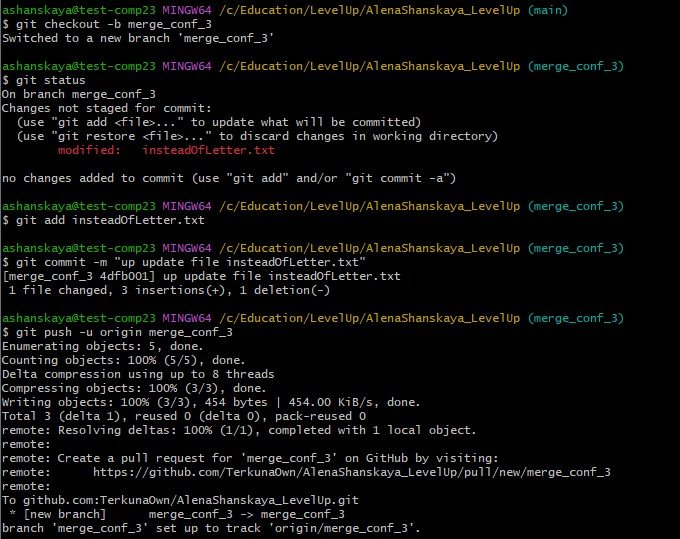 ashanskaya@test-comp23 MINGW64 /c/Education/LevelUp/AlenaShanskaya_LevelUp (main)
$ git checkout -b merge_conf_3
Switched to a new branch 'merge_conf_3'
ashanskaya@test-comp23 MINGW64 /c/Education/LevelUp/AlenaShanskaya_LevelUp (merge_conf_3)
$ git status
On branch merge_conf_3
Changes not staged for commit:
  (use "git add <file>..." to update what will be committed)
  (use "git restore <file>..." to discard changes in working directory)
        modified:   insteadOfLetter.txt
no changes added to commit (use "git add" and/or "git commit -a")
ashanskaya@test-comp23 MINGW64 /c/Education/LevelUp/AlenaShanskaya_LevelUp (merge_conf_3)
$ git add insteadOfLetter.txt
ashanskaya@test-comp23 MINGW64 /c/Education/LevelUp/AlenaShanskaya_LevelUp (merge_conf_3)
$ git commit -m "up update file insteadOfLetter.txt"
[merge_conf_3 4dfb001] up update file insteadOfLetter.txt
 1 file changed, 3 insertions(+), 1 deletion(-)
ashanskaya@test-comp23 MINGW64 /c/Education/LevelUp/AlenaShanskaya_LevelUp (merge_conf_3)
$ git push -u origin merge_conf_3
Enumerating objects: 5, done.
Counting objects: 100% (5/5), done.
Delta compression using up to 8 threads
Compressing objects: 100% (3/3), done.
Writing objects: 100% (3/3), 454 bytes | 454.00 KiB/s, done.
Total 3 (delta 1), reused 0 (delta 0), pack-reused 0
remote: Resolving deltas: 100% (1/1), completed with 1 local object.
remote:
remote: Create a pull request for 'merge_conf_3' on GitHub by visiting:
remote:      https://github.com/TerkunaOwn/AlenaShanskaya_LevelUp/pull/new/merge_conf_3
remote:
To github.com:TerkunaOwn/AlenaShanskaya_LevelUp.git
 * [new branch]      merge_conf_3 -> merge_conf_3
branch 'merge_conf_3' set up to track 'origin/merge_conf_3'.